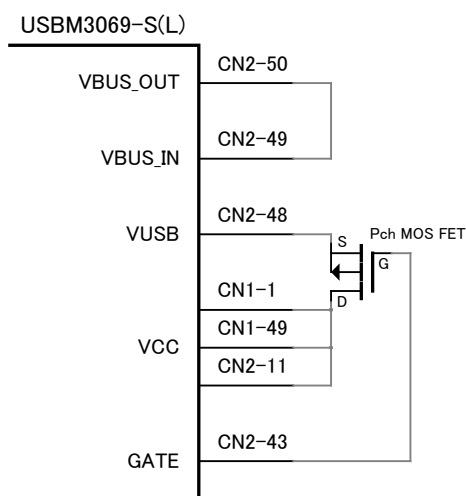 USBM3069-S(L)
CN2-50
VBUS_OUT
CN2-49
VBUS_IN
CN2-48
VUSB
Pch MOS FET
S
G
CN1-1
D
CN1-49
VCC
CN2-11
CN2-43
GATE